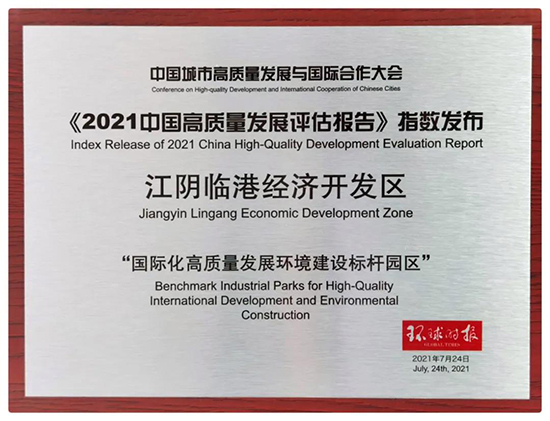 中国城市高质量发展与国际合作大会
Conference on High-quality Development and International Cooperation of Chinese Cities
《2021中国高质量发展评估报告》指数发布
Index Release of 2021 China High-Quality Development Evaluation Report
江阴临港经济开发区
Jiangyin Lingang Economic Development Zone
“国际化高质量发展环境建设标杆园区”
Benchmark Industrial Parks for High-Quality
International Development and Environmental
Construction
环球时报
GLOBAL TIMES
2021年7月24日
July, 24th, 2021